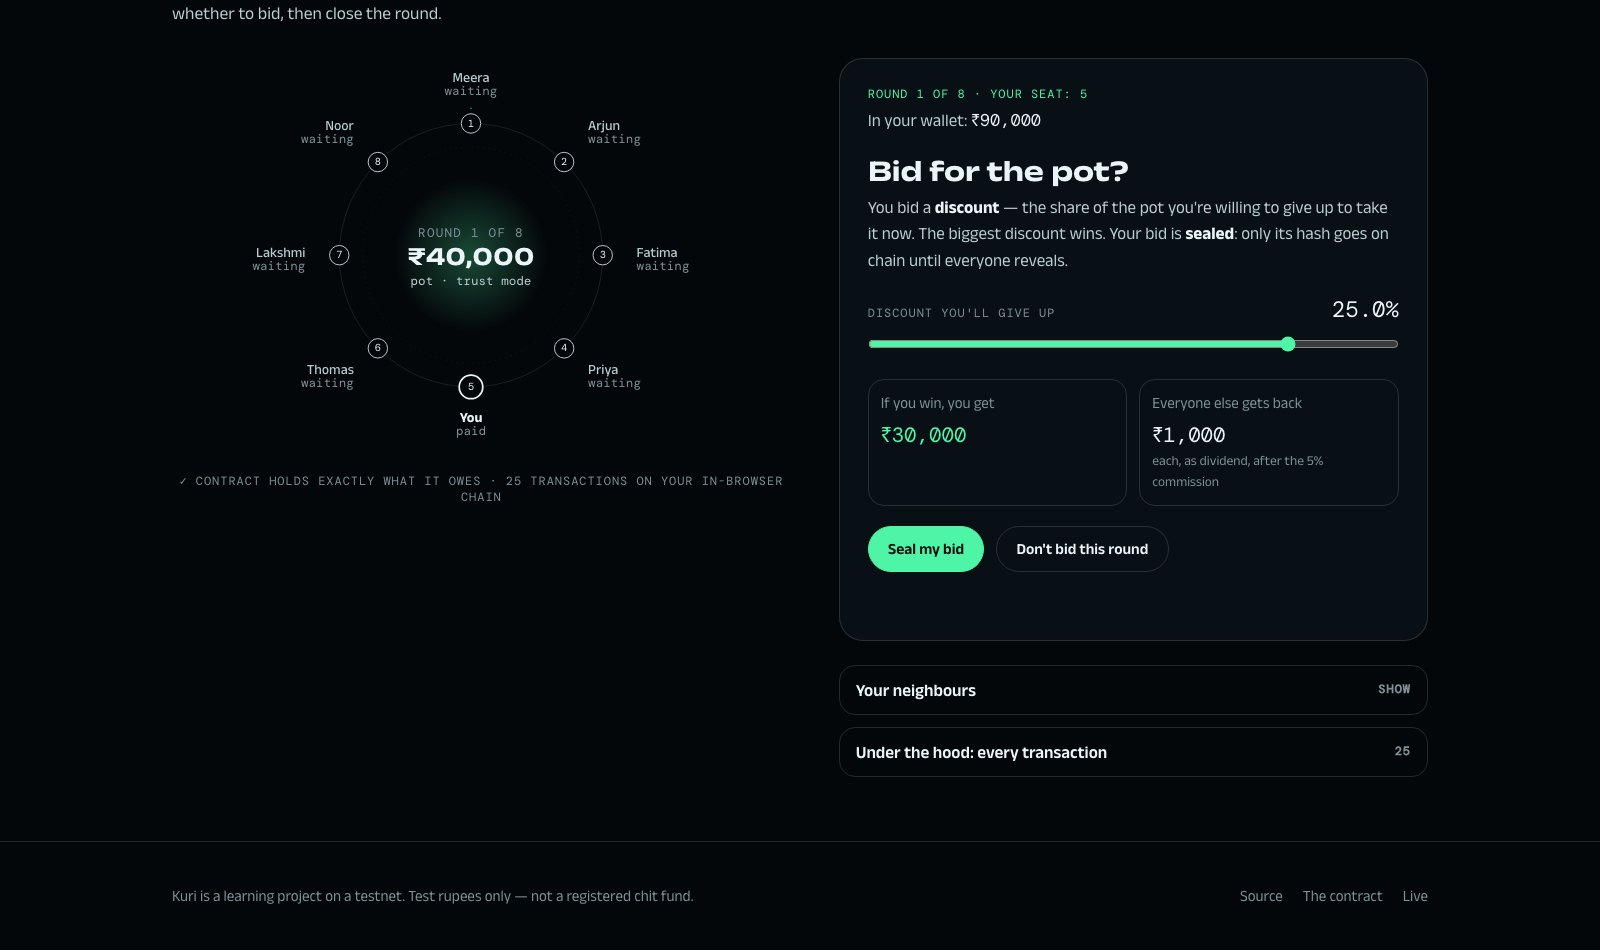 whether to bid, then close the round.
Meera
waiting
Noor
waiting
Arjun
waiting
1
8
2
ROUND 1 OF 8
₹40,000
pot · trust mode
Lakshmi
waiting
7
3
Fatima
waiting
6
4
Thomas
waiting
Priya
waiting
5
You
paid
✓ CONTRACT HOLDS EXACTLY WHAT IT OWES · 25 TRANSACTIONS ON YOUR IN-BROWSER
CHAIN
ROUND 1 OF 8 · YOUR SEAT: 5
In your wallet: ₹90,000
Bid for the pot?
You bid a discount — the share of the pot you're willing to give up to take
it now. The biggest discount wins. Your bid is sealed: only its hash goes on
chain until everyone reveals.
DISCOUNT YOU'LL GIVE UP
25.0%
If you win, you get
₹30,000
Everyone else gets back
₹1,000
each, as dividend, after the 5%
commission
Seal my bid
Don't bid this round
Your neighbours
SHOW
Under the hood: every transaction
25
Kuri is a learning project on a testnet. Test rupees only — not a registered chit fund.
Source
The contract
Live